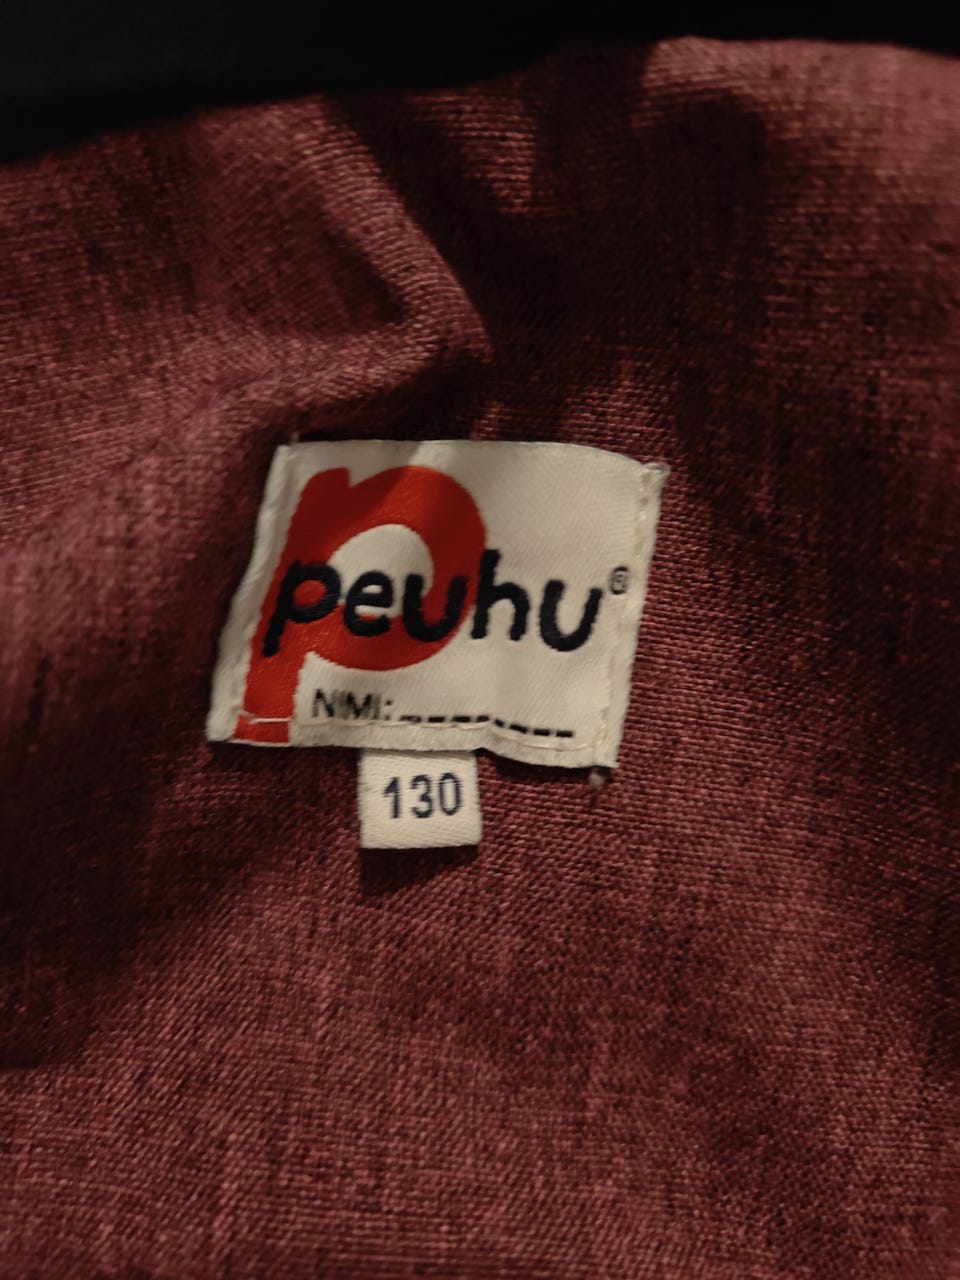 peuhu®
NIMI: _ _ _ _ _ _ _ _
130